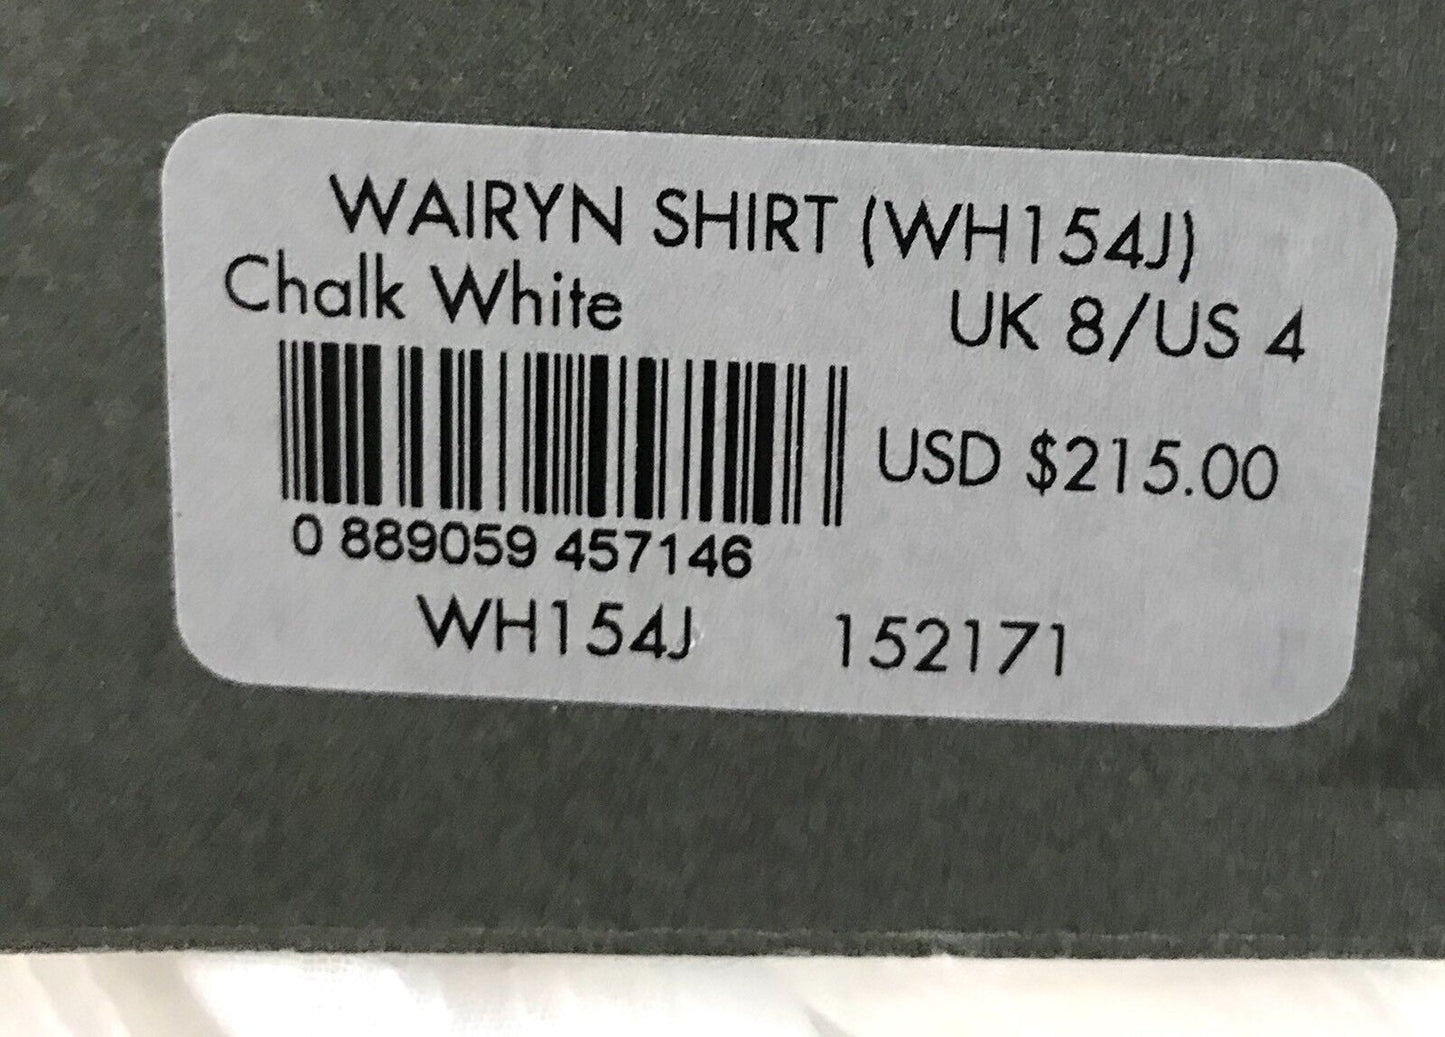 WAIRYN SHIRT (WH154J)
Chalk White
UK 8/US 4
USD $215.00
0 889059 457146
WH154J 152171